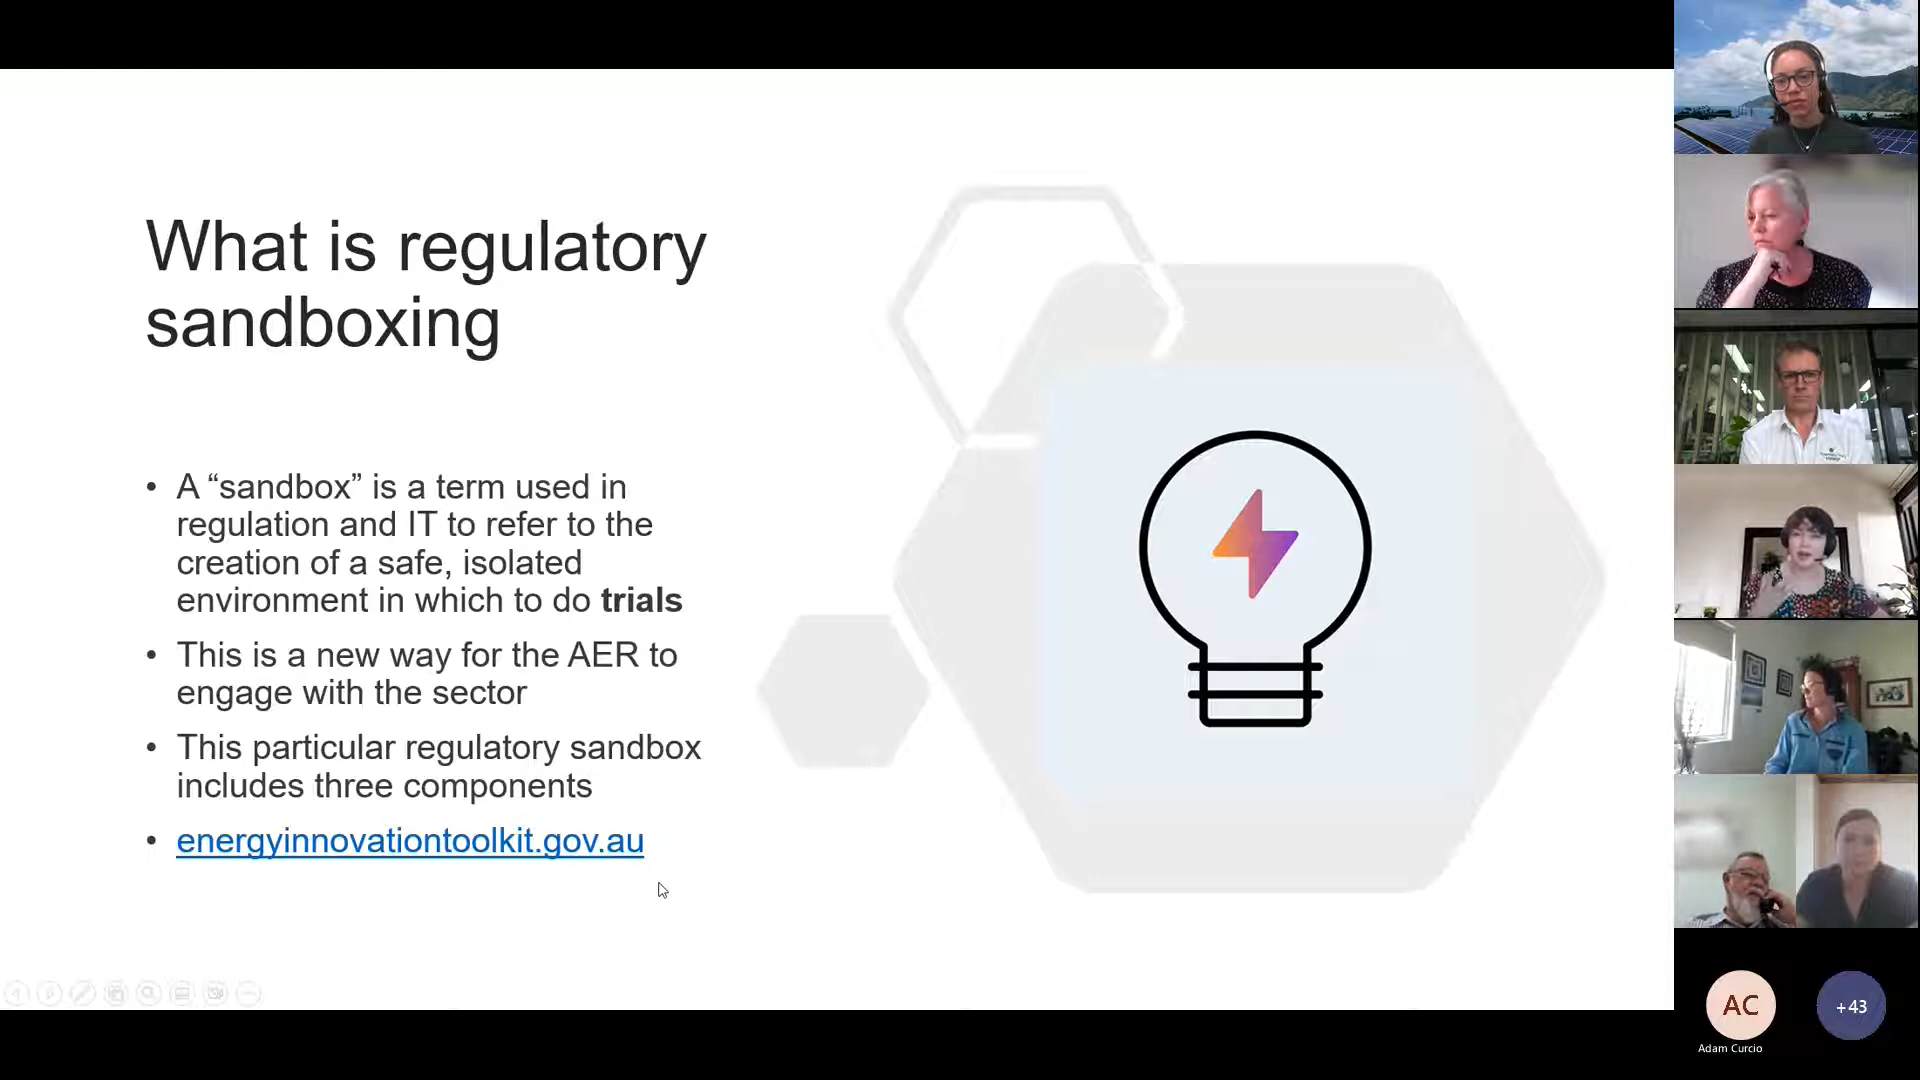 What is regulatory
sandboxing
• A “sandbox” is a term used in
regulation and IT to refer to the
creation of a safe, isolated
environment in which to do trials
• This is a new way for the AER to
engage with the sector
• This particular regulatory sandbox
includes three components
• energyinnovationtoolkit.gov.au
AC
+43
Adam Curcio